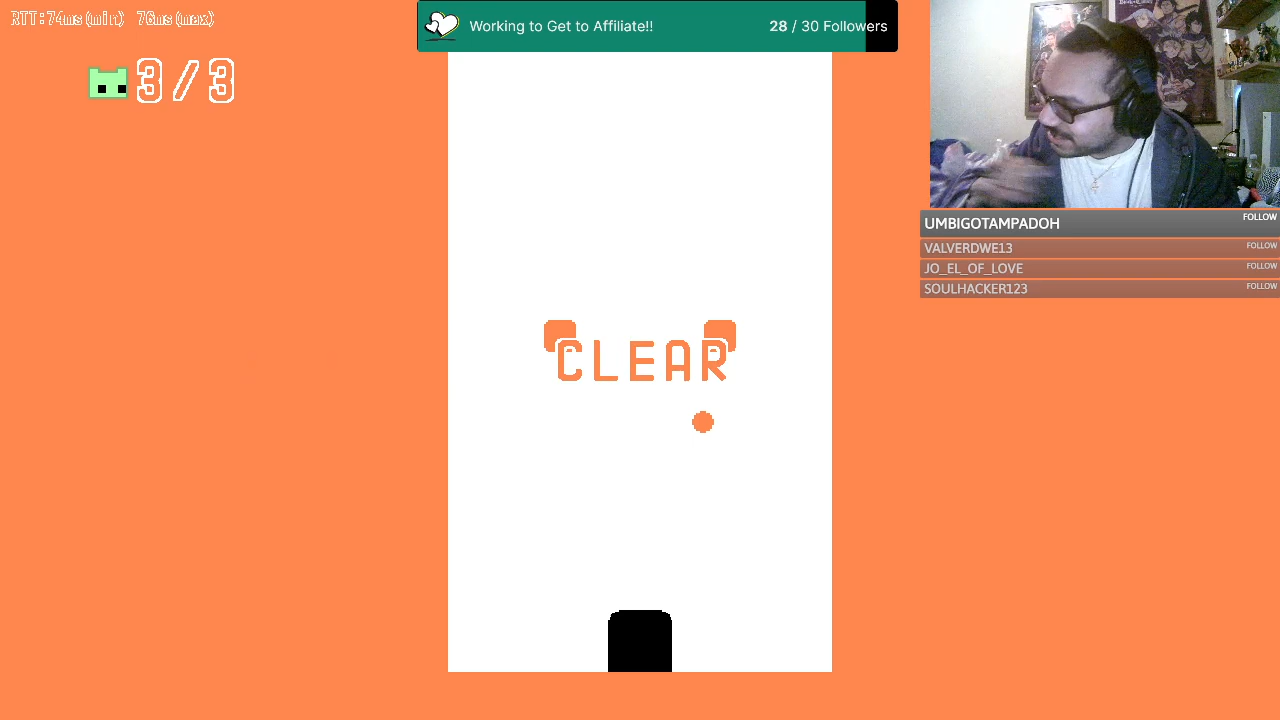 RTT:74ms(min) 76ms(max)
Working to Get to Affiliate!! 28 / 30 Followers
3/3
UMBIGOTAMPADOH FOLLOW
VALVERDWE13 FOLLOW
JO_EL_OF_LOVE FOLLOW
SOULHACKER123 FOLLOW
CLEAR